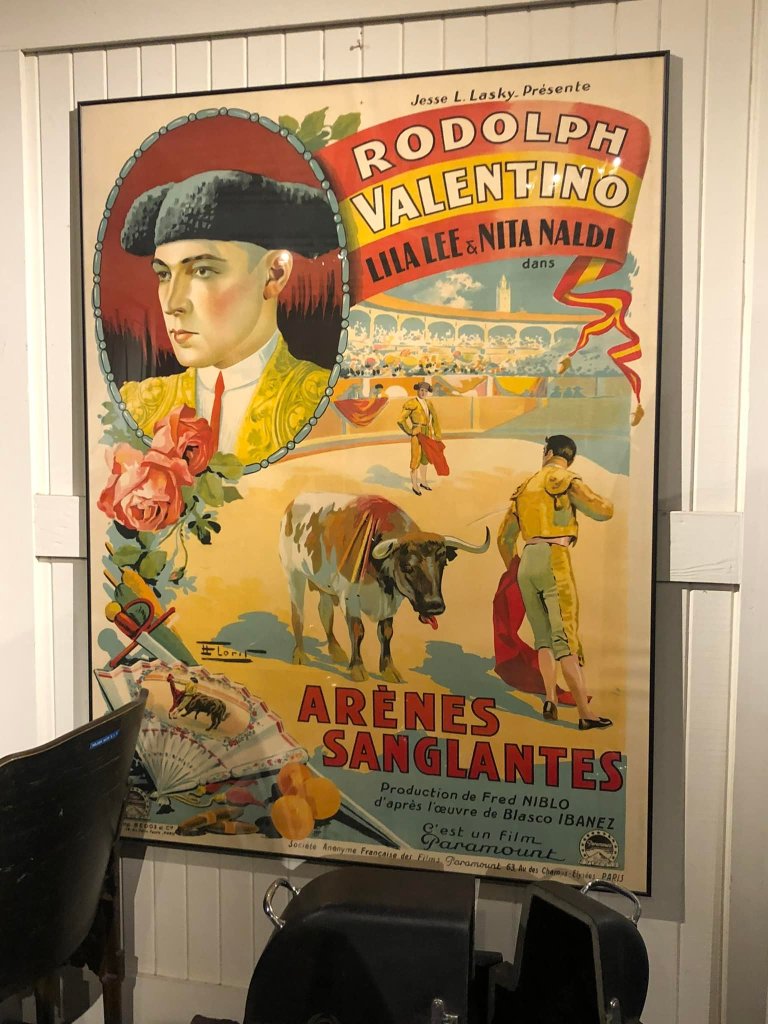 Jesse L. Lasky. Présente
RODOLPH
VALENTINO
LILA LEE & NITA NALDI
dans
ARÈNES
SANGLANTES
Production de Fred NIBLO
d'après l'œuvre de Blasco IBANEZ
C'est un Film
Paramount
Société Anonyme Française des Films Paramount 63, Av. des Champs-Élysées. PARIS